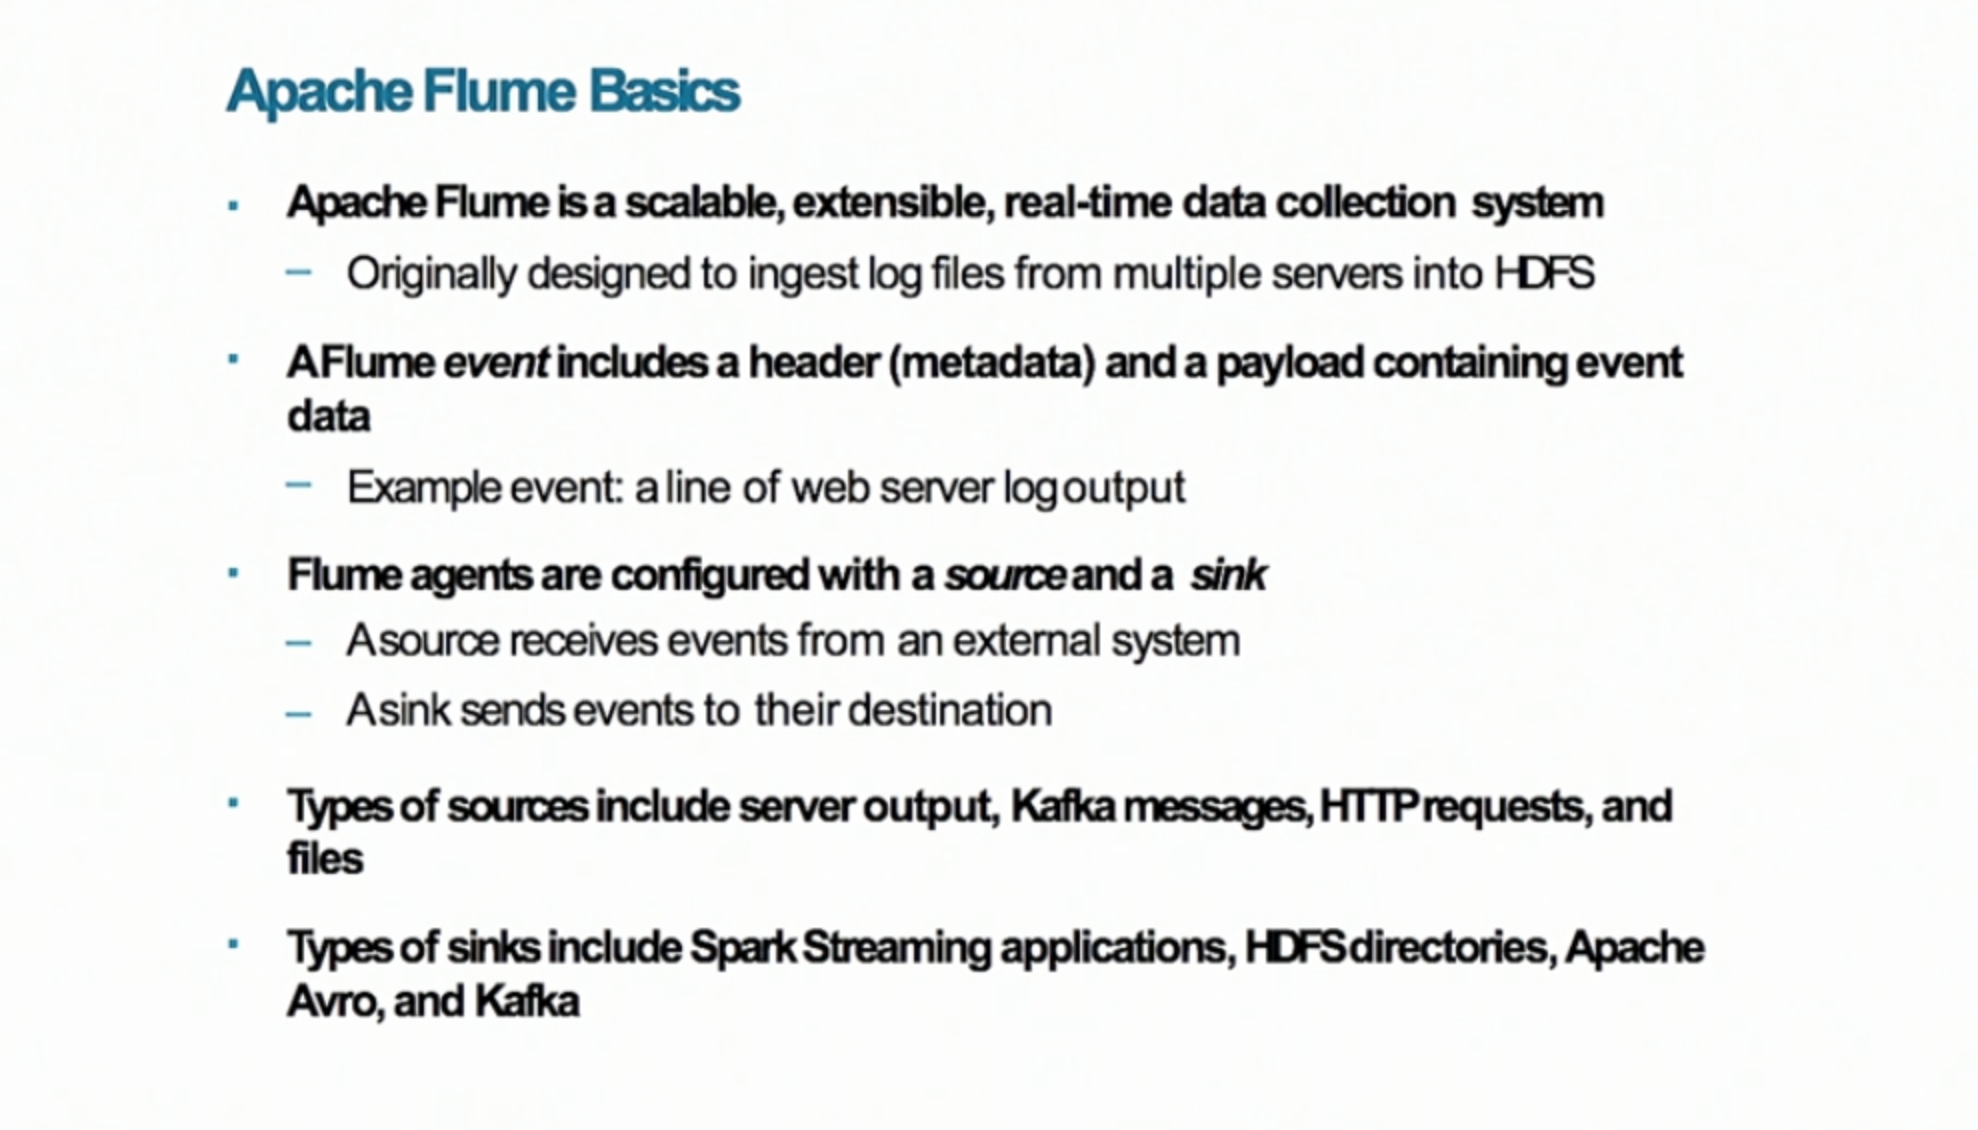 Apache Flume Basics
▪ Apache Flume is a scalable, extensible, real-time data collection system
– Originally designed to ingest log files from multiple servers into HDFS
▪ A Flume event includes a header (metadata) and a payload containing event
data
– Example event: a line of web server log output
▪ Flume agents are configured with a source and a sink
– A source receives events from an external system
– A sink sends events to their destination
▪ Types of sources include server output, Kafka messages, HTTP requests, and
files
▪ Types of sinks include Spark Streaming applications, HDFS directories, Apache
Avro, and Kafka